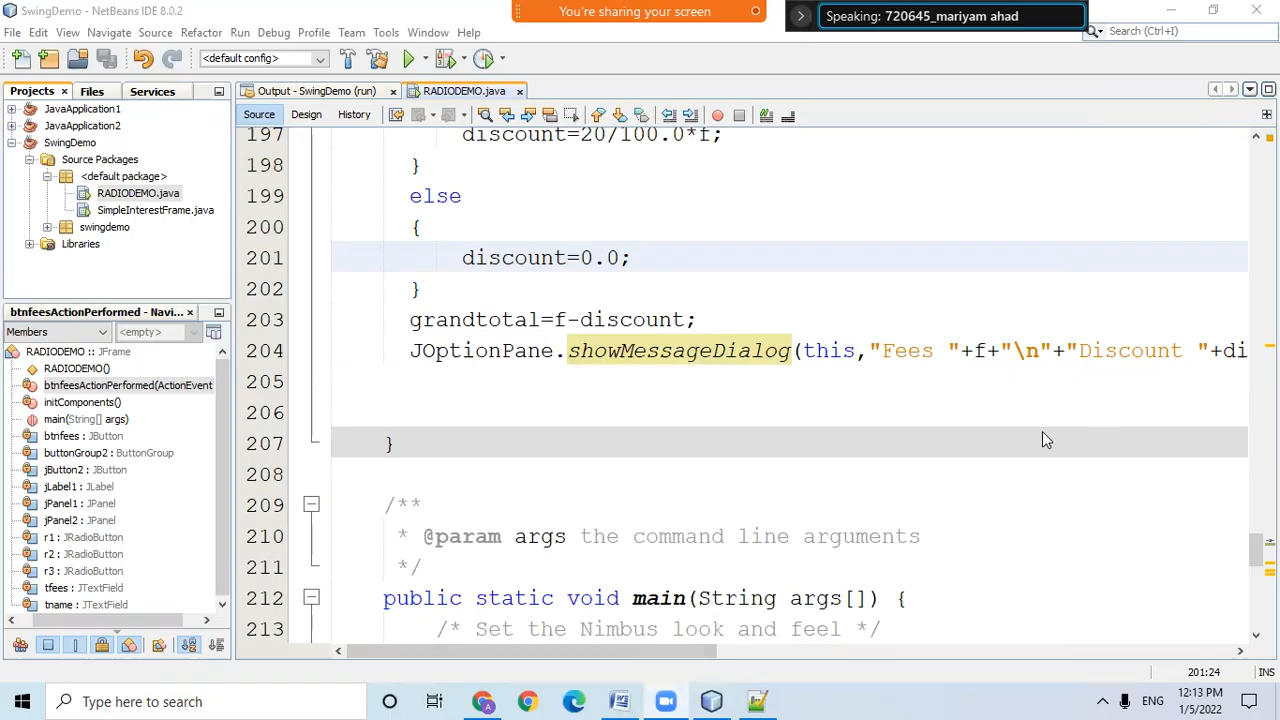 SwingDemo - NetBeans IDE 8.0.2
You're sharing your screen
Speaking: 720645_mariyam ahad
File Edit View Navigate Source Refactor Run Debug Profile Team Tools Window Help
Search (Ctrl+I)
<default config>
Projects Files Services
Output - SwingDemo (run) RADIODEMO.java
Source Design History
JavaApplication1
JavaApplication2
SwingDemo
Source Packages
<default package>
RADIODEMO.java
SimpleInterestFrame.java
swingdemo
Libraries
197 discount=20/100.0*f;
198 }
199 else
200 {
201 discount=0.0;
202 }
203 grandtotal=f-discount;
204 JOptionPane.showMessageDialog(this,"Fees "+f+"\n"+"Discount "+di
205
206
207 }
208
209 /**
210 * @param args the command line arguments
211 */
212 public static void main(String args[]) {
213 /* Set the Nimbus look and feel */
btnfeesActionPerformed - Navi...
Members <empty>
RADIODEMO :: JFrame
RADIODEMO()
btnfeesActionPerformed(ActionEvent
initComponents()
main(String[] args)
btnfees : JButton
buttonGroup2 : ButtonGroup
jButton2 : JButton
jLabel1 : JLabel
jPanel1 : JPanel
jPanel2 : JPanel
r1 : JRadioButton
r2 : JRadioButton
r3 : JRadioButton
tfees : JTextField
tname : JTextField
201:24 INS
Type here to search
ENG
12:13 PM
1/5/2022